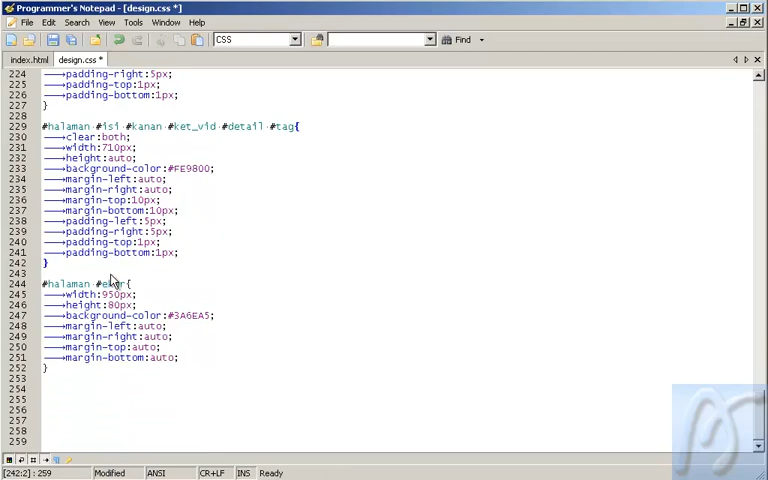 Programmer's Notepad - [design.css *]
File Edit Search View Tools Window Help
CSS Find
index.html design.css *
224 padding-right:5px;
225 padding-top:1px;
226 padding-bottom:1px;
227 }
228
229 #halaman #isi #kanan #ket_vid #detail #tag{
230 clear:both;
231 width:710px;
232 height:auto;
233 background-color:#FE9800;
234 margin-left:auto;
235 margin-right:auto;
236 margin-top:10px;
237 margin-bottom:10px;
238 padding-left:5px;
239 padding-right:5px;
240 padding-top:1px;
241 padding-bottom:1px;
242 }
243
244 #halaman {
245 width:950px;
246 height:80px;
247 background-color:#3A6EA5;
248 margin-left:auto;
249 margin-right:auto;
250 margin-top:auto;
251 margin-bottom:auto;
252 }
253
254
255
256
257
258
259
[242:2] : 259 Modified ANSI CR+LF INS Ready